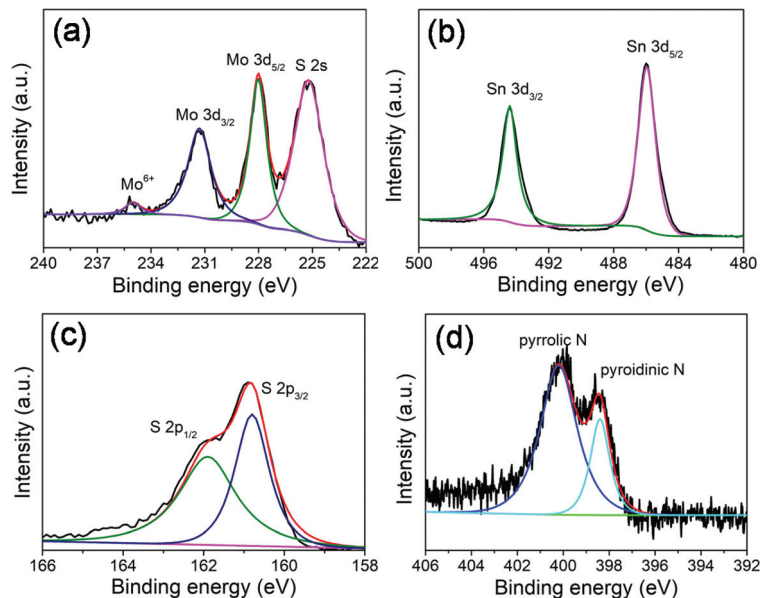 (a)
Mo 3d5/2
S 2s
Mo 3d3/2
Mo6+
Intensity (a.u.)
240 237 234 231 228 225 222
Binding energy (eV)
(b)
Sn 3d5/2
Sn 3d3/2
Intensity (a.u.)
500 496 492 488 484 480
Binding energy (eV)
(c)
S 2p3/2
S 2p1/2
Intensity (a.u.)
166 164 162 160 158
Binding energy (eV)
(d)
pyrrolic N
pyroidinic N
Intensity (a.u.)
406 404 402 400 398 396 394 392
Binding energy (eV)